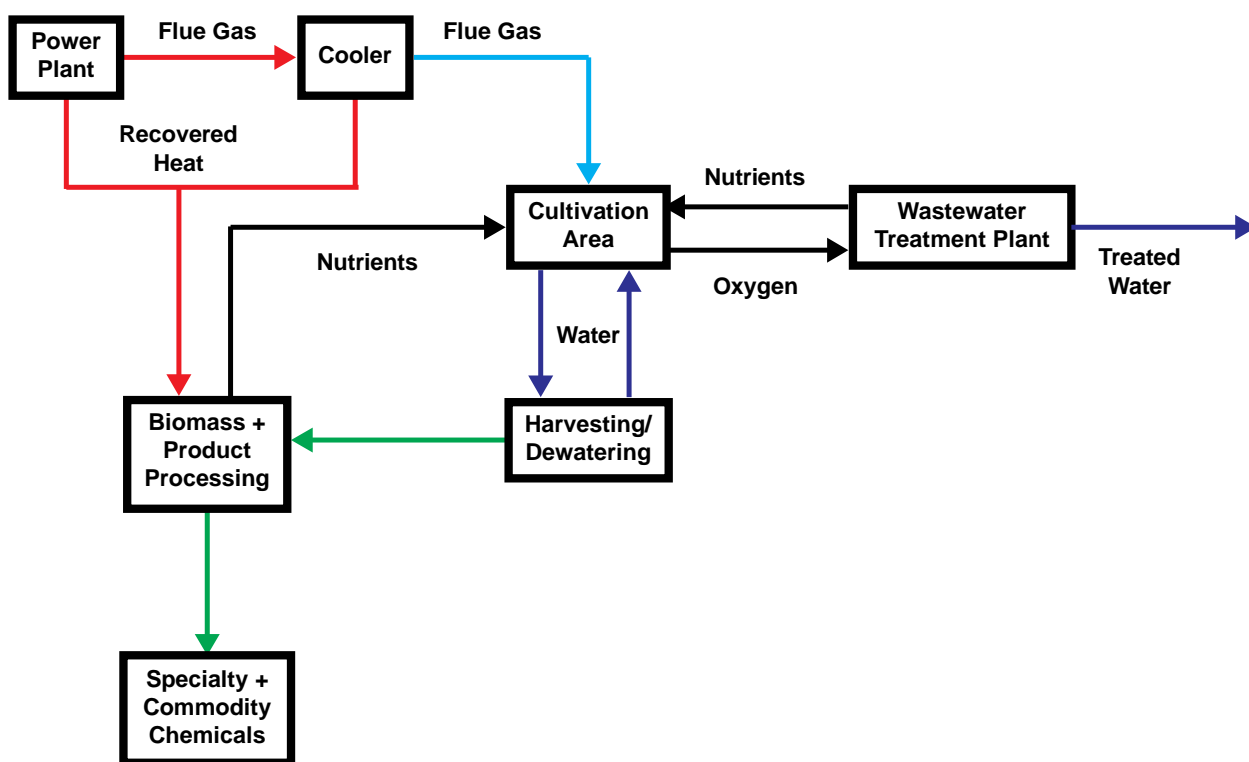 Power
Plant
Flue Gas
Cooler
Flue Gas
Recovered
Heat
Nutrients
Cultivation
Area
Nutrients
Oxygen
Wastewater
Treatment Plant
Treated
Water
Water
Biomass +
Product
Processing
Harvesting/
Dewatering
Specialty +
Commodity
Chemicals